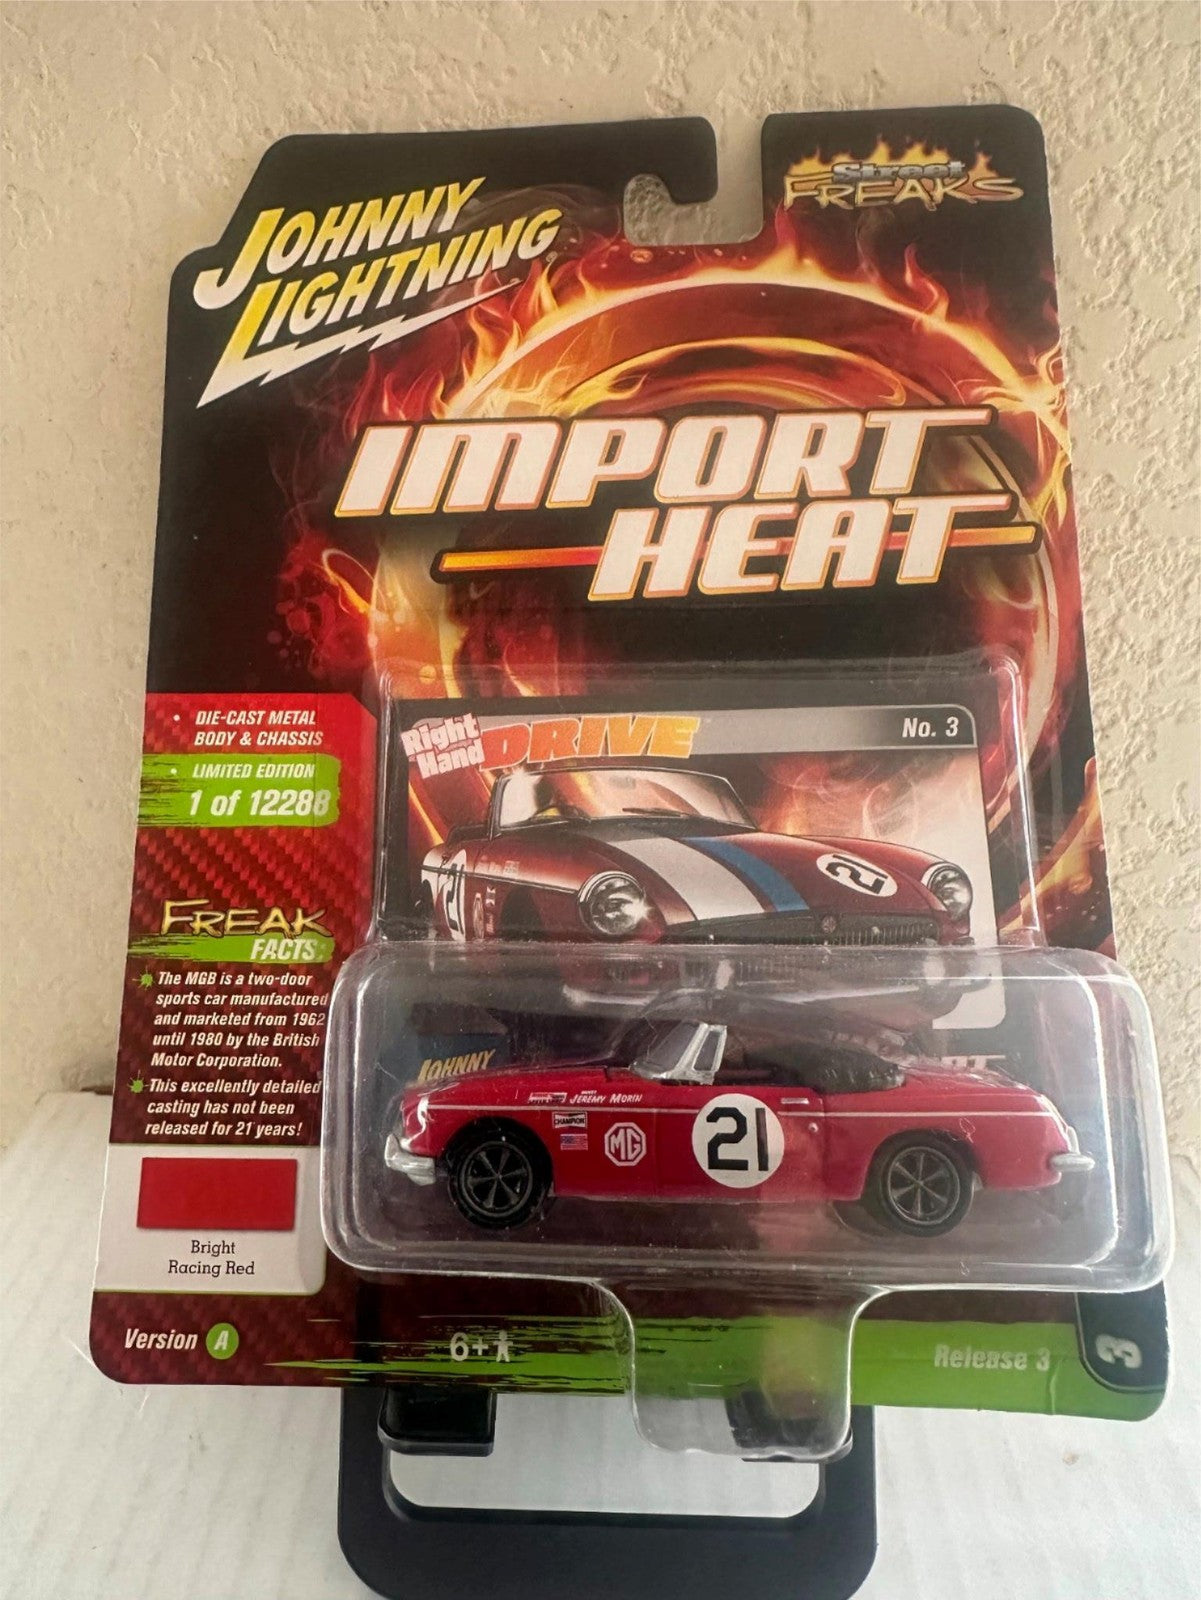 Street
FREAKS
JOHNNY
LIGHTNING
IMPORT
HEAT
• DIE-CAST METAL
BODY & CHASSIS
• LIMITED EDITION
1 of 12288
Right
Hand
DRIVE
No. 3
21
21
FREAK
FACTS:
The MGB is a two-door
sports car manufactured
and marketed from 1962
until 1980 by the British
Motor Corporation.
This excellently detailed
casting has not been
released for 21 years!
JOHNNY
JEREMY MORIN
CHAMPION
MG
21
Bright
Racing Red
Version A
6+
Release 3
3